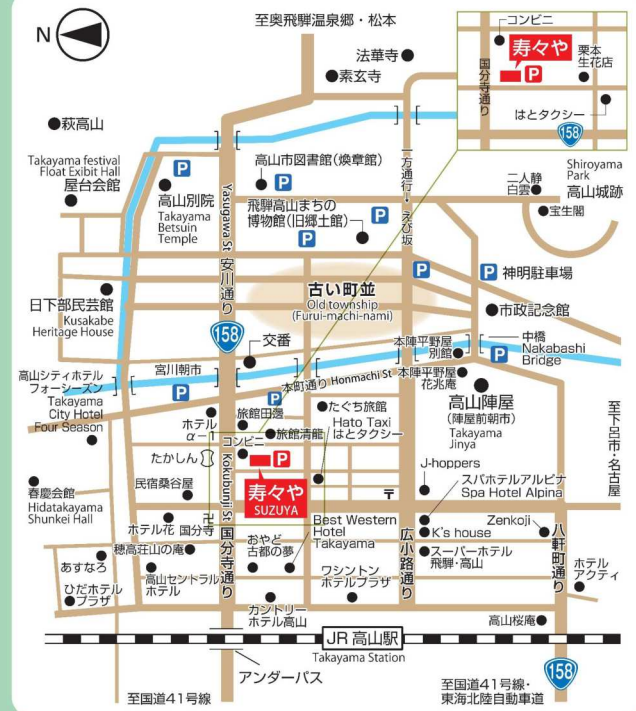 至奥飛騨温泉郷・松本
N
法華寺
素玄寺
コンビニ
寿々や
P
栗本
生花店
国分寺通り
はとタクシー
158
萩高山
Takayama festival
Float Exibit Hall
屋台会館
P
高山別院
Takayama
Betsuin
Temple
Yasugawa St 安川通り
高山市図書館(煥章館)
P
飛騨高山まちの
博物館(旧郷土館)
P
P
一方通行・えび坂
Shiroyama
Park
二人静
白雲
高山城跡
宝生閣
P
P 神明駐車場
古い町並
Old township
(Furui-machi-nami)
日下部民芸館
Kusakabe
Heritage House
158
交番
市政記念館
本陣平野屋
別館
中橋
Nakabashi
Bridge
P
高山シティホテル
フォーシーズン
Takayama
City Hotel
Four Season
宮川朝市
P
本町通り Honmachi St
本陣平野屋
花兆庵
高山陣屋
(陣屋前朝市)
Takayama
Jinya
至下呂市・名古屋
ホテル
α-1
旅館田邊
P
たぐち旅館
コンビニ
旅館清龍
Hato Taxi
はとタクシー
たかしん
P
寿々や
SUZUYA
Kokubunji St 国分寺通り
J-hoppers
スパホテルアルピナ
Spa Hotel Alpina
春慶会館
Hidatakayama
Shunkei Hall
民宿桑谷屋
〒
ホテル花
国分寺
卍
Best Western
Hotel
Takayama
広小路通り
K's house
Zenkoji
八軒町通り
あすなろ
穂高荘山の庵
おやど
古都の夢
スーパーホテル
飛騨・高山
ホテル
アクティ
ひだホテル
プラザ
高山セントラル
ホテル
ワシントン
ホテルプラザ
カントリー
ホテル高山
高山桜庵
JR 高山駅
Takayama Station
アンダーパス
158
至国道41号線
至国道41号線・
東海北陸自動車道